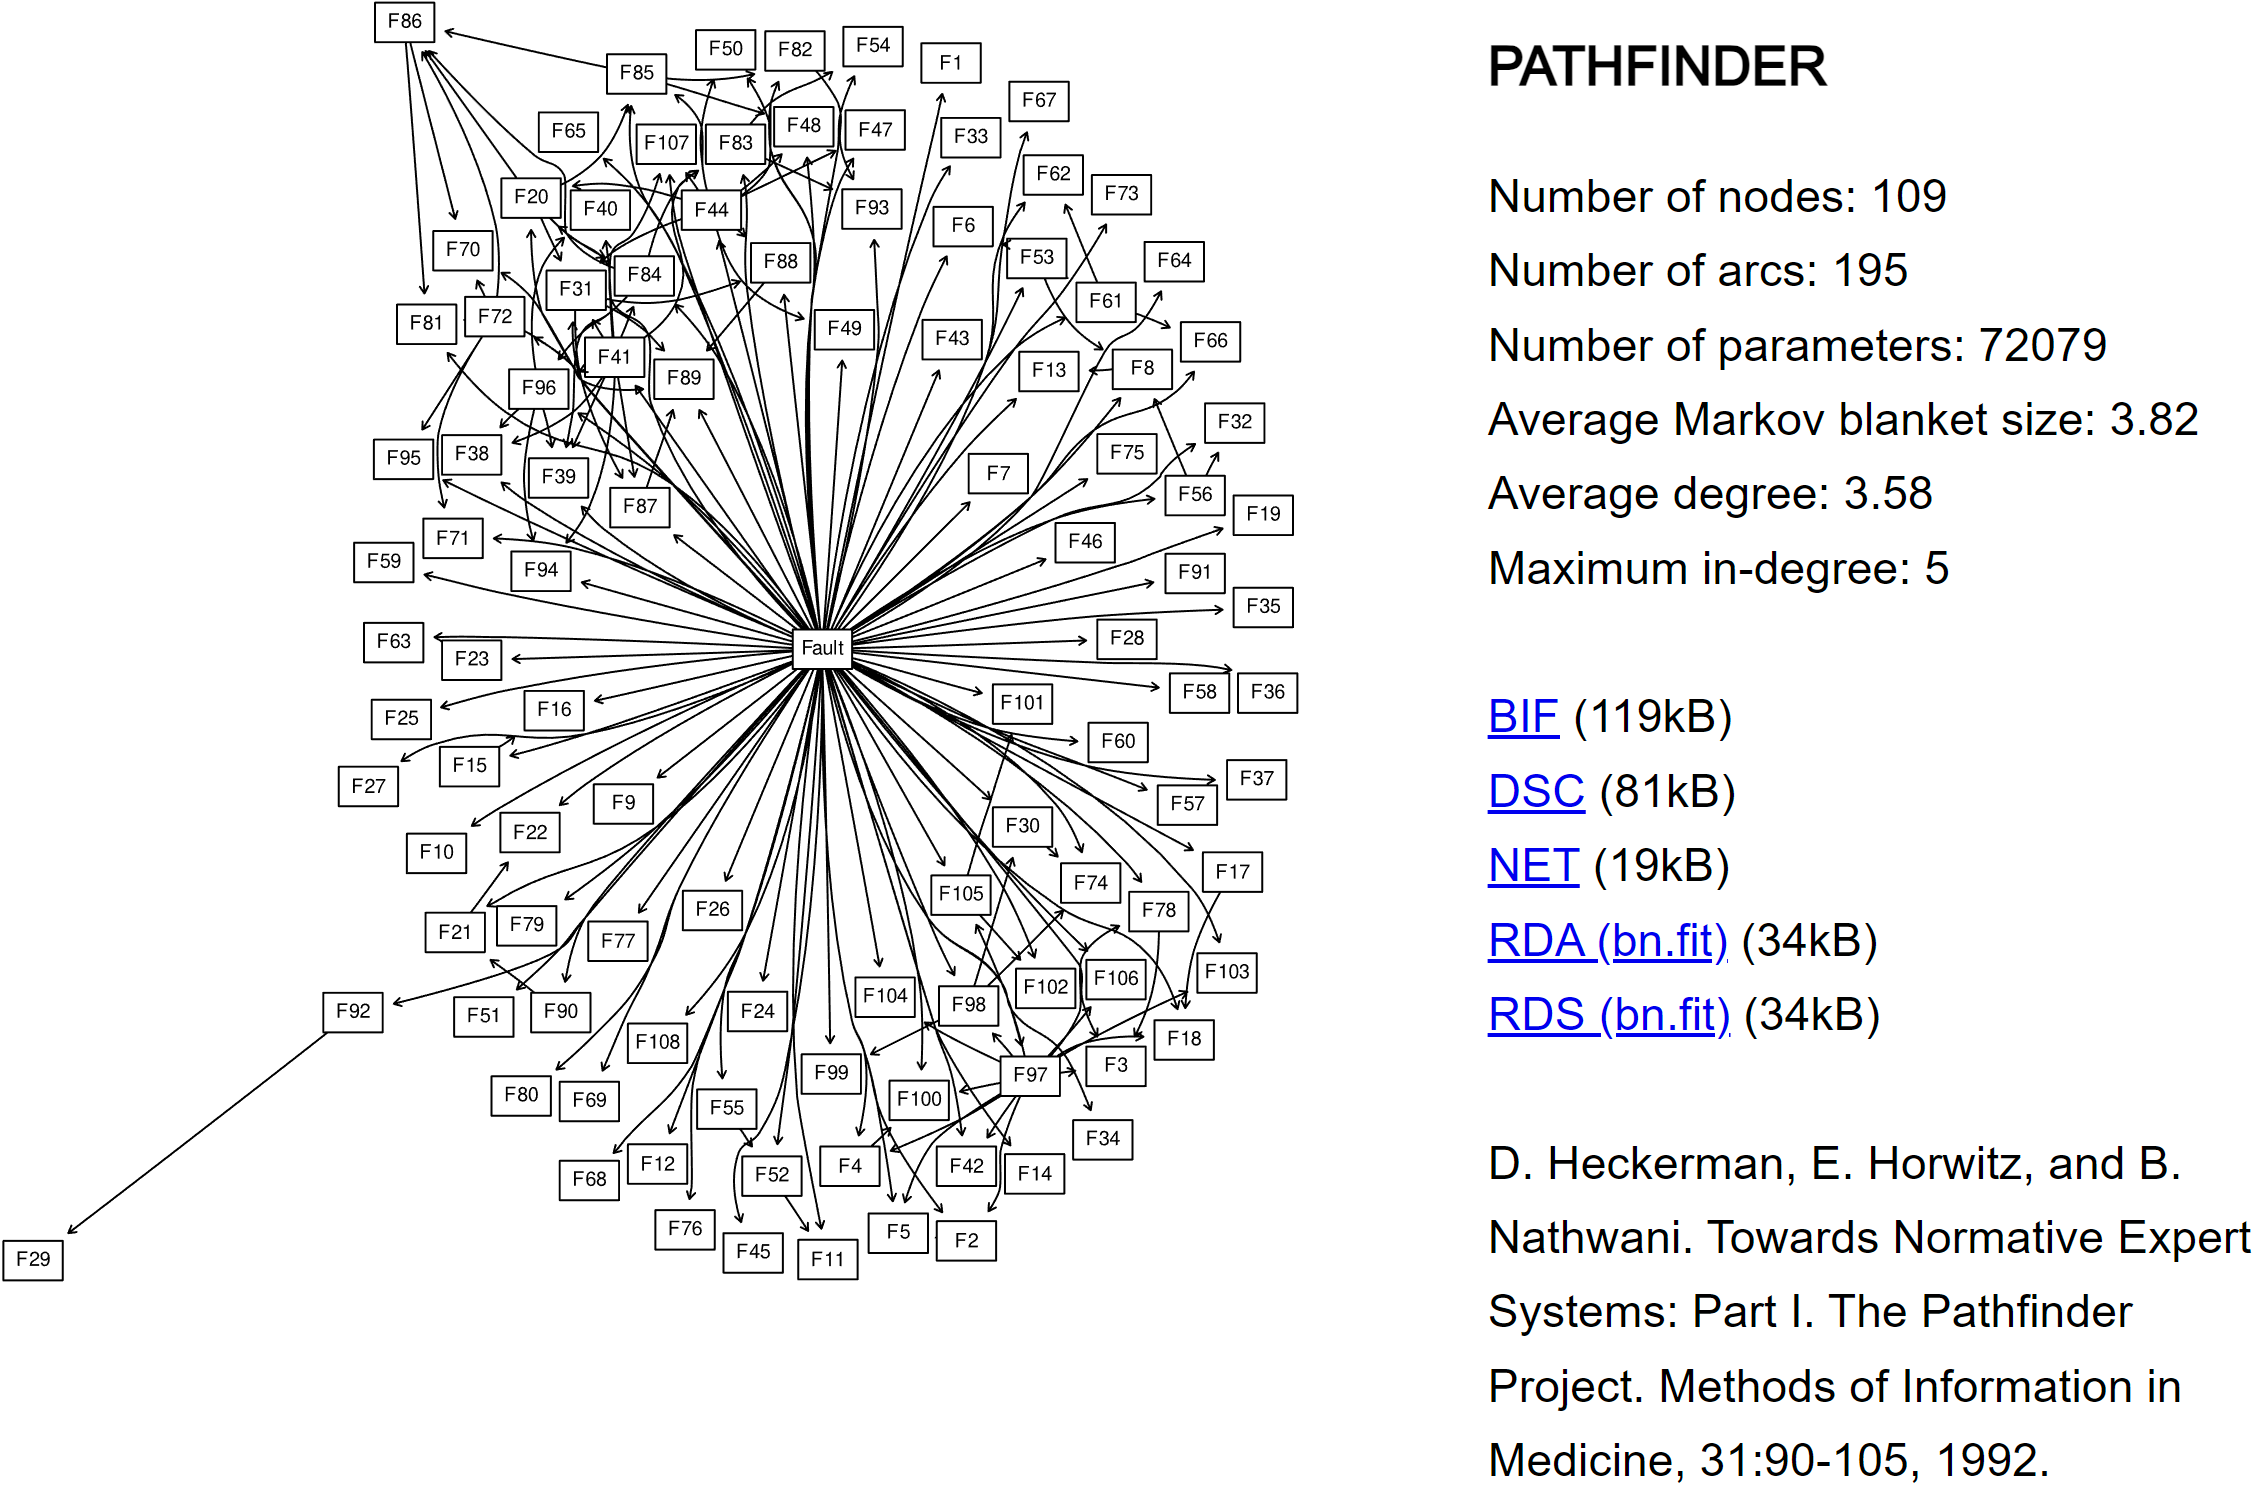 F86
F50
F82
F54
F1
F85
F67
F65
F107
F83
F48
F47
F33
F62
F73
F20
F40
F44
F93
F6
F70
F31
F84
F88
F53
F64
F81
F72
F41
F49
F43
F61
F66
F96
F89
F13
F8
F95
F38
F39
F87
F7
F75
F32
F56
F19
F71
F59
F94
F46
F91
F35
F63
F23
Fault
F28
F25
F16
F101
F58
F36
F27
F15
F60
F37
F10
F22
F9
F30
F57
F21
F79
F77
F26
F105
F74
F78
F17
F92
F51
F90
F108
F24
F104
F98
F102
F106
F103
F80
F69
F55
F99
F100
F97
F3
F18
F68
F12
F52
F4
F42
F14
F34
F29
F76
F45
F11
F5
F2
PATHFINDER
Number of nodes: 109
Number of arcs: 195
Number of parameters: 72079
Average Markov blanket size: 3.82
Average degree: 3.58
Maximum in-degree: 5
BIF (119kB)
DSC (81kB)
NET (19kB)
RDA (bn.fit) (34kB)
RDS (bn.fit) (34kB)
D. Heckerman, E. Horwitz, and B.
Nathwani. Towards Normative Expert
Systems: Part I. The Pathfinder
Project. Methods of Information in
Medicine, 31:90-105, 1992.